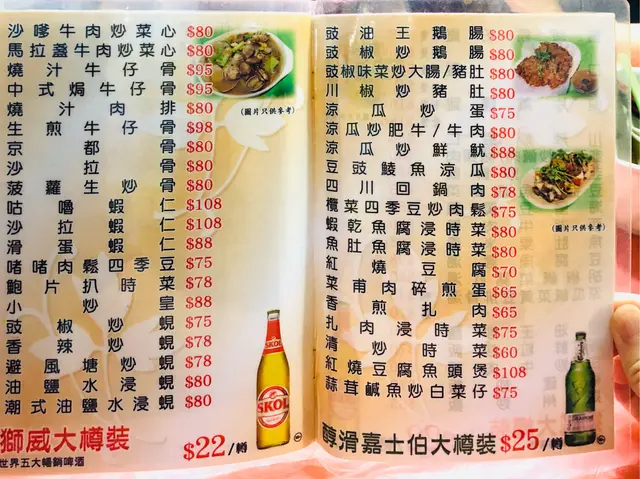 沙嗲牛肉炒菜心 $80
馬拉盞牛肉炒菜心 $80
燒汁牛仔骨 $95
中式焗牛仔骨 $95
燒汁肉排 $80
生煎牛仔骨 $98
京都骨 $80
沙拉骨 $80
菠蘿生炒骨 $80
咕嚕蝦仁 $108
沙拉蝦仁 $108
滑蛋蝦仁 $88
啫啫肉鬆四季豆 $75
鮑片扒時菜 $78
小炒皇 $88
豉椒炒蜆 $75
香辣炒蜆 $78
避風塘炒蜆 $78
油鹽水浸蜆 $80
潮式油鹽水浸蜆 $80
(圖片只供參考)
SKOL
SKOL
獅威大樽裝 $22/樽
世界五大暢銷啤酒
豉油王鵝腸 $80
豉椒炒鵝腸 $80
豉椒味菜炒大腸/豬肚 $80
川椒炒豬肚 $80
涼瓜炒蛋 $75
涼瓜炒肥牛/牛肉 $80
涼瓜炒鮮魷 $88
豆豉鯪魚涼瓜 $80
四川回鍋肉 $78
欖菜四季豆炒肉鬆 $75
蝦乾魚腐浸時菜 $80
魚肚魚腐浸時菜 $80
紅燒豆腐 $70
菜甫肉碎煎蛋 $65
香煎扎肉 $65
扎肉浸時菜 $75
清炒時菜 $60
紅燒豆腐魚頭煲 $108
蒜茸鹹魚炒白菜仔 $75
(圖片只供參考)
醇滑嘉士伯大樽裝 $25/樽